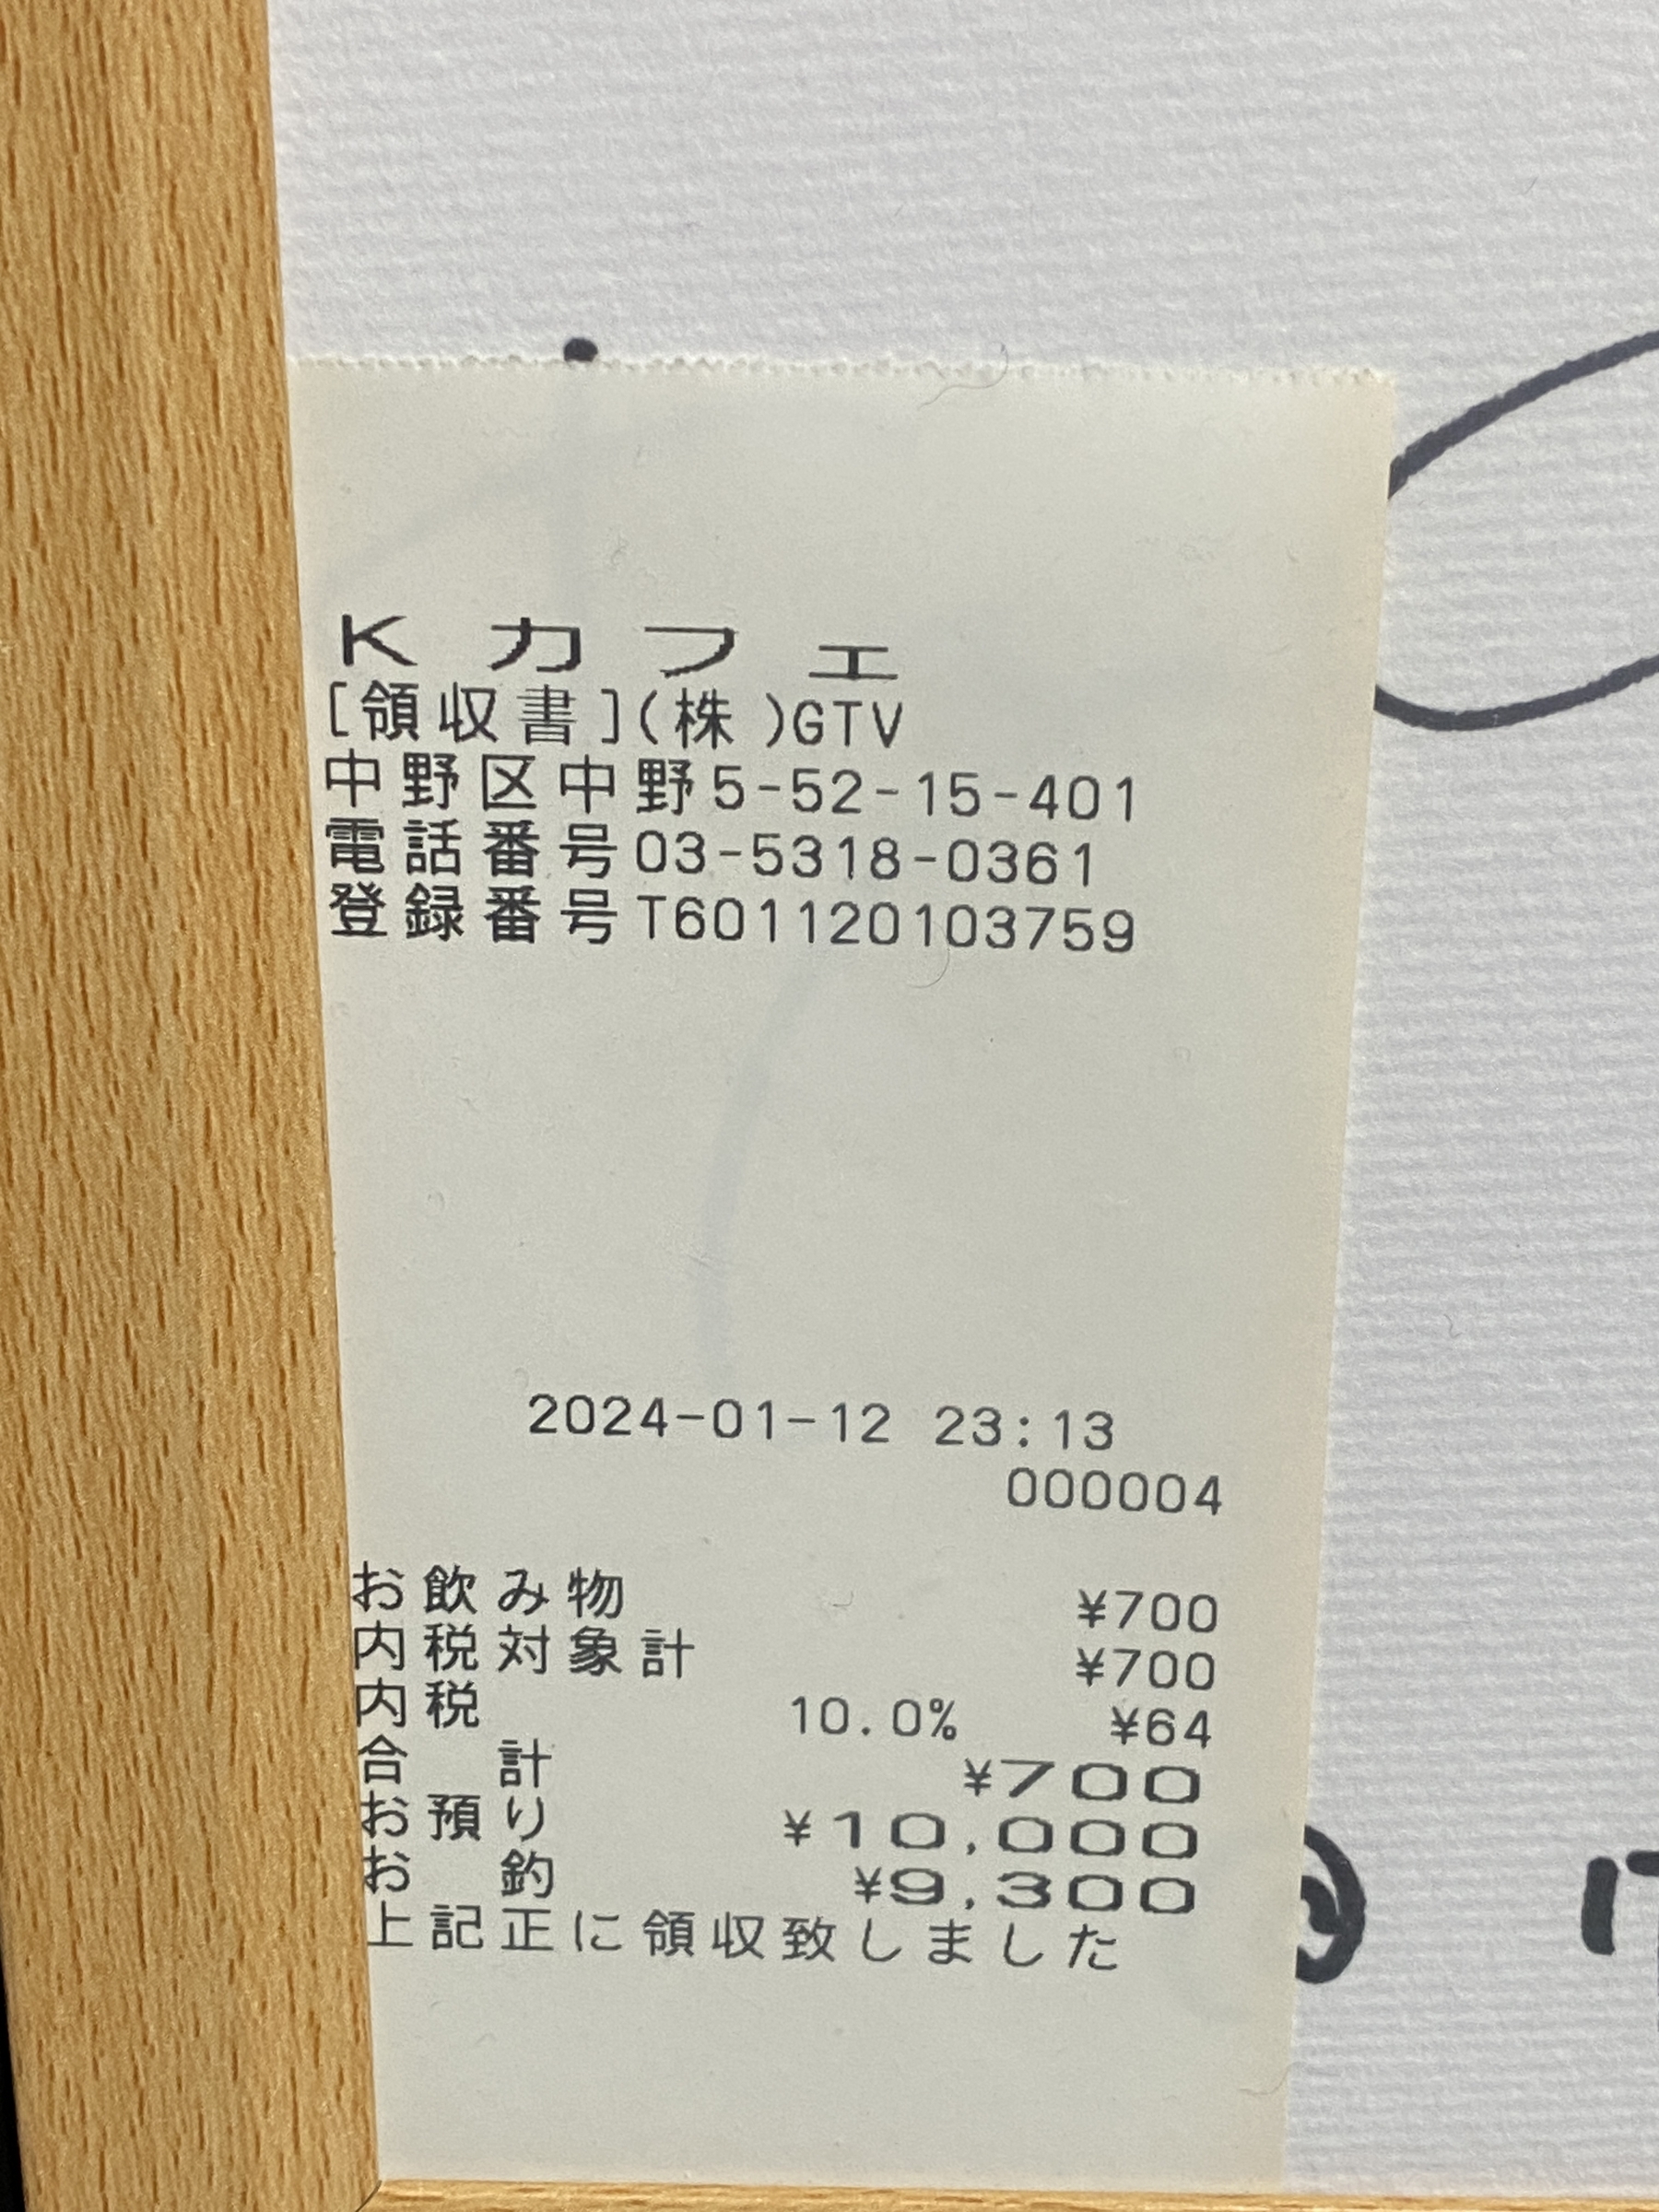 Kカフェ
[領収書](株)GTV
中野区中野5-52-15-401
電話番号03-5318-0361
登録番号T601120103759
2024-01-12 23:13
000004
お飲み物 ¥700
内税対象計 ¥700
内税 10.0% ¥64
合計 ¥700
お預り ¥10,000
お釣 ¥9,300
上記正に領収致しました